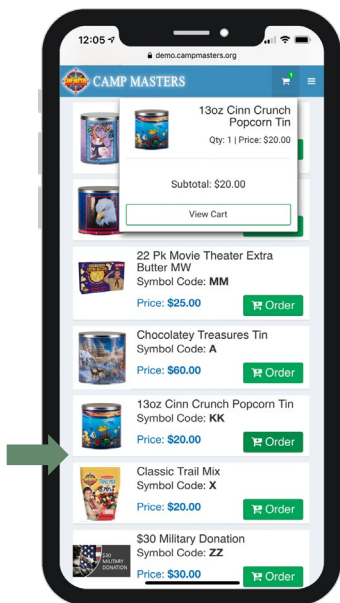 12:05
demo.campmasters.org
CAMP MASTERS
13oz Cinn Crunch
Popcorn Tin
Qty: 1 | Price: $20.00
Subtotal: $20.00
View Cart
22 Pk Movie Theater Extra
Butter MW
Symbol Code: MM
Price: $25.00
Order
Chocolatey Treasures Tin
Symbol Code: A
Price: $60.00
Order
13oz Cinn Crunch Popcorn Tin
Symbol Code: KK
Price: $20.00
Order
Classic Trail Mix
Symbol Code: X
Price: $20.00
Order
$30 Military Donation
Symbol Code: ZZ
$30
MILITARY
DONATION
Price: $30.00
Order